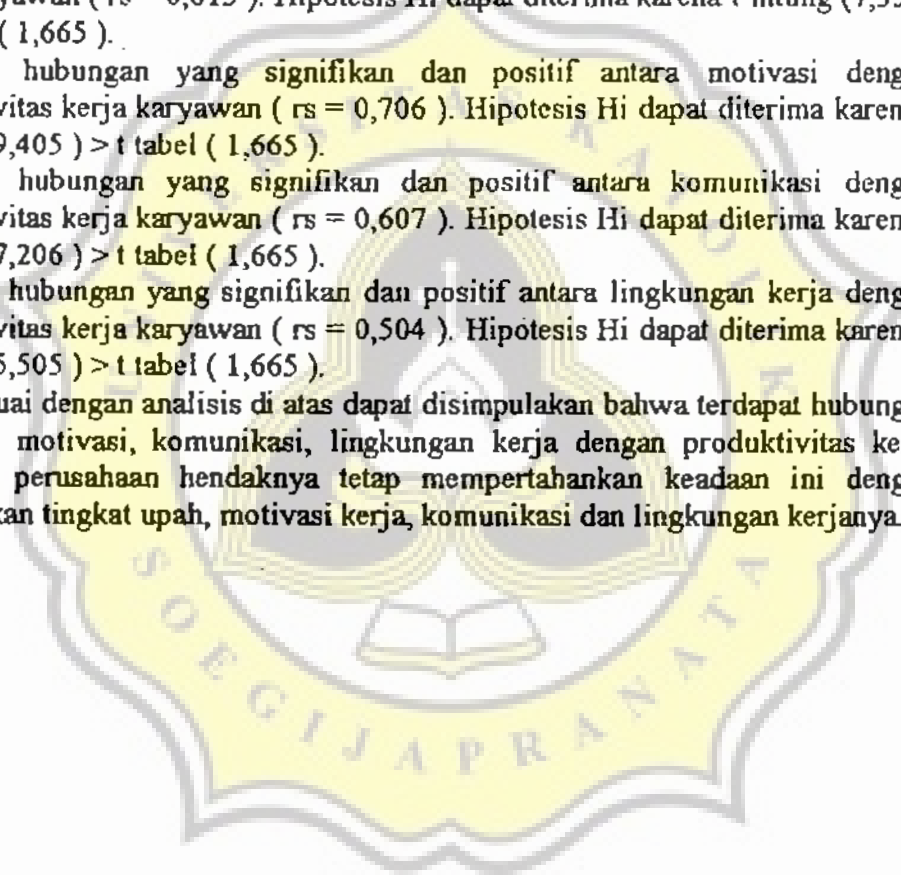 ( 1,665 ).
hubungan yang signifikan dan positif antara motivasi deng
vitas kerja karyawan ( rs = 0,706 ). Hipotesis Hi dapat diterima karen
9,405 ) > t tabel ( 1,665 ).
hubungan yang signifikan dan positif antara komunikasi deng
vitas kerja karyawan ( rs = 0,607 ). Hipotesis Hi dapat diterima karen
7,206 ) > t tabel ( 1,665 ).
hubungan yang signifikan dan positif antara lingkungan kerja deng
vitas kerja karyawan ( rs = 0,504 ). Hipotesis Hi dapat diterima karen
5,505 ) > t tabel ( 1,665 ).
uai dengan analisis di atas dapat disimpulakan bahwa terdapat hubung
motivasi, komunikasi, lingkungan kerja dengan produktivitas ke
perusahaan hendaknya tetap mempertahankan keadaan ini deng
kan tingkat upah, motivasi kerja, komunikasi dan lingkungan kerjanya.
SOEGIJAPRANATA